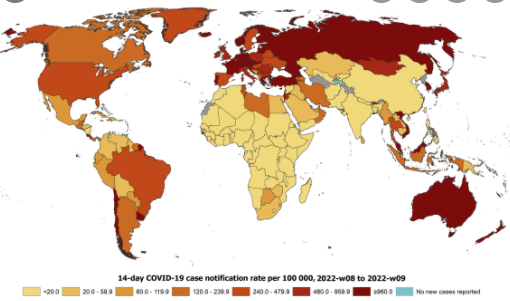 14-day COVID-19 case notification rate per 100 000, 2022-w08 to 2022-w09
<20.0 20.0 - 59.9 60.0 - 119.9 120.0 - 239.9 240.0 - 479.9 480.0 - 959.9 ≥960.0 No new cases reported